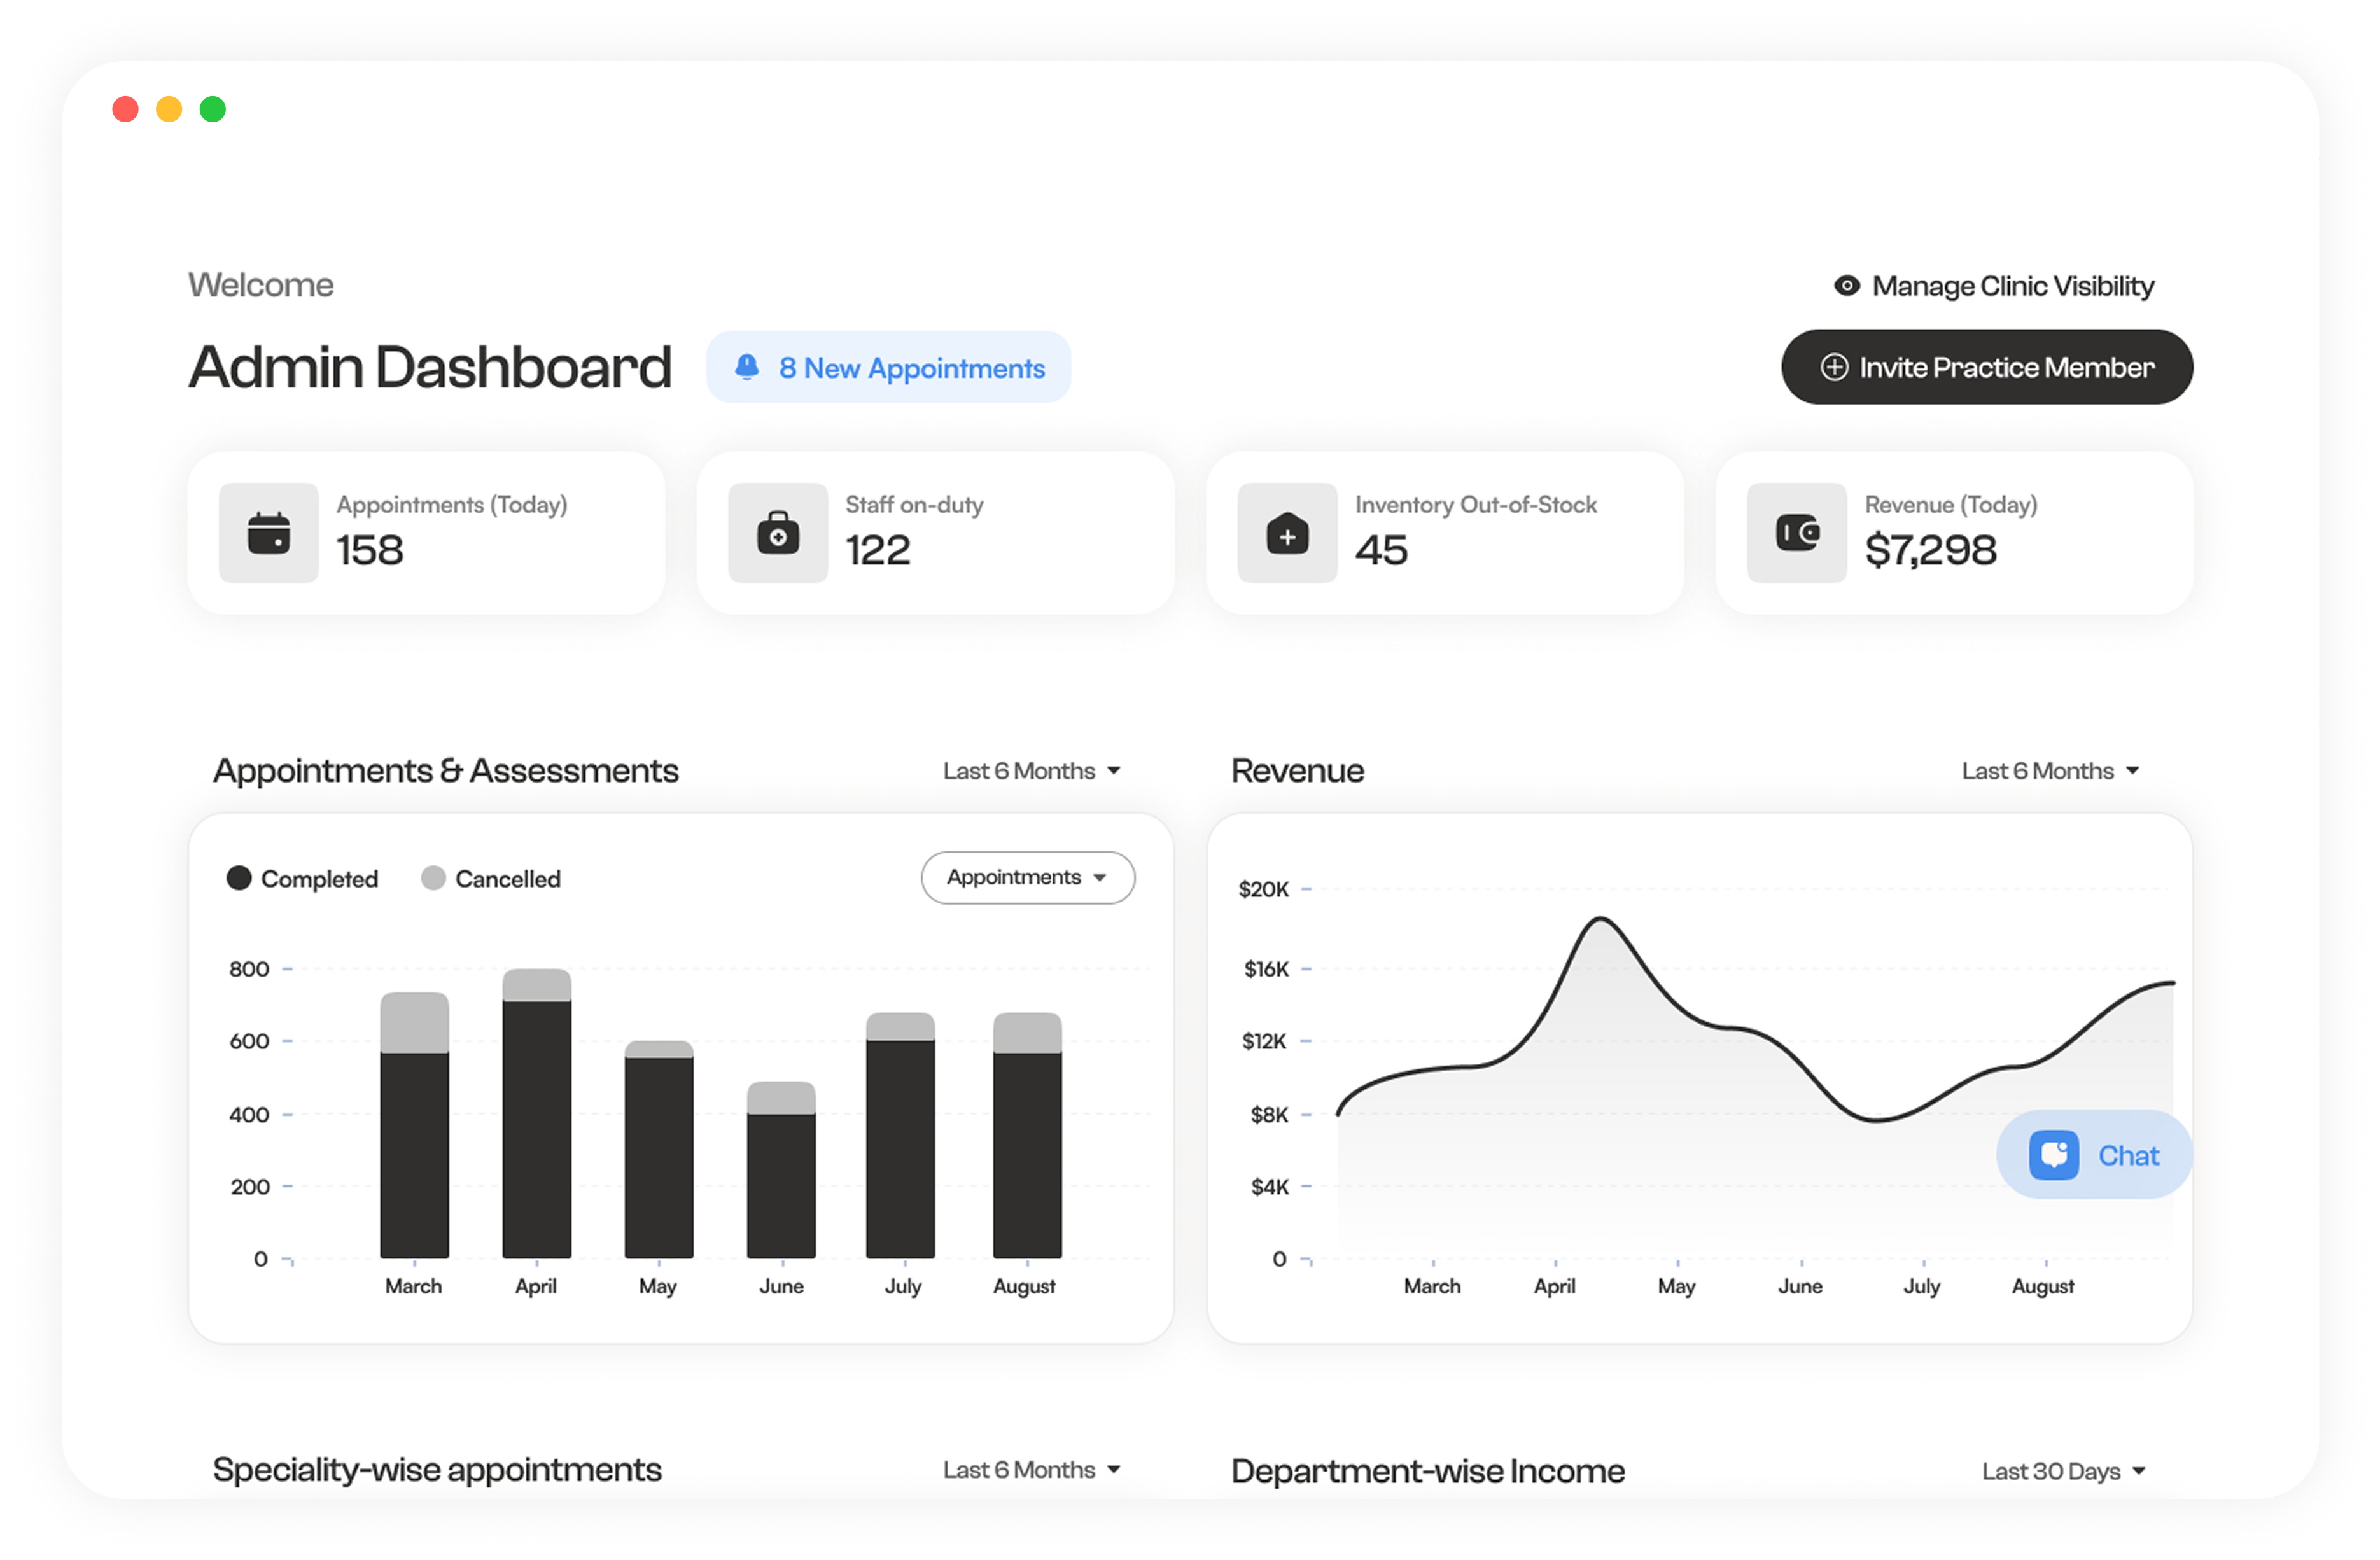 Welcome
Manage Clinic Visibility
Admin Dashboard
8 New Appointments
Invite Practice Member
Appointments (Today)
158
Staff on-duty
122
Inventory Out-of-Stock
45
Revenue (Today)
$7,298
Appointments & Assessments
Last 6 Months
Completed
Cancelled
Appointments
800
600
400
200
0
March
April
May
June
July
August
Revenue
Last 6 Months
$20K
$16K
$12K
$8K
$4K
0
March
April
May
June
July
August
Chat
Speciality-wise appointments
Last 6 Months
Department-wise Income
Last 30 Days